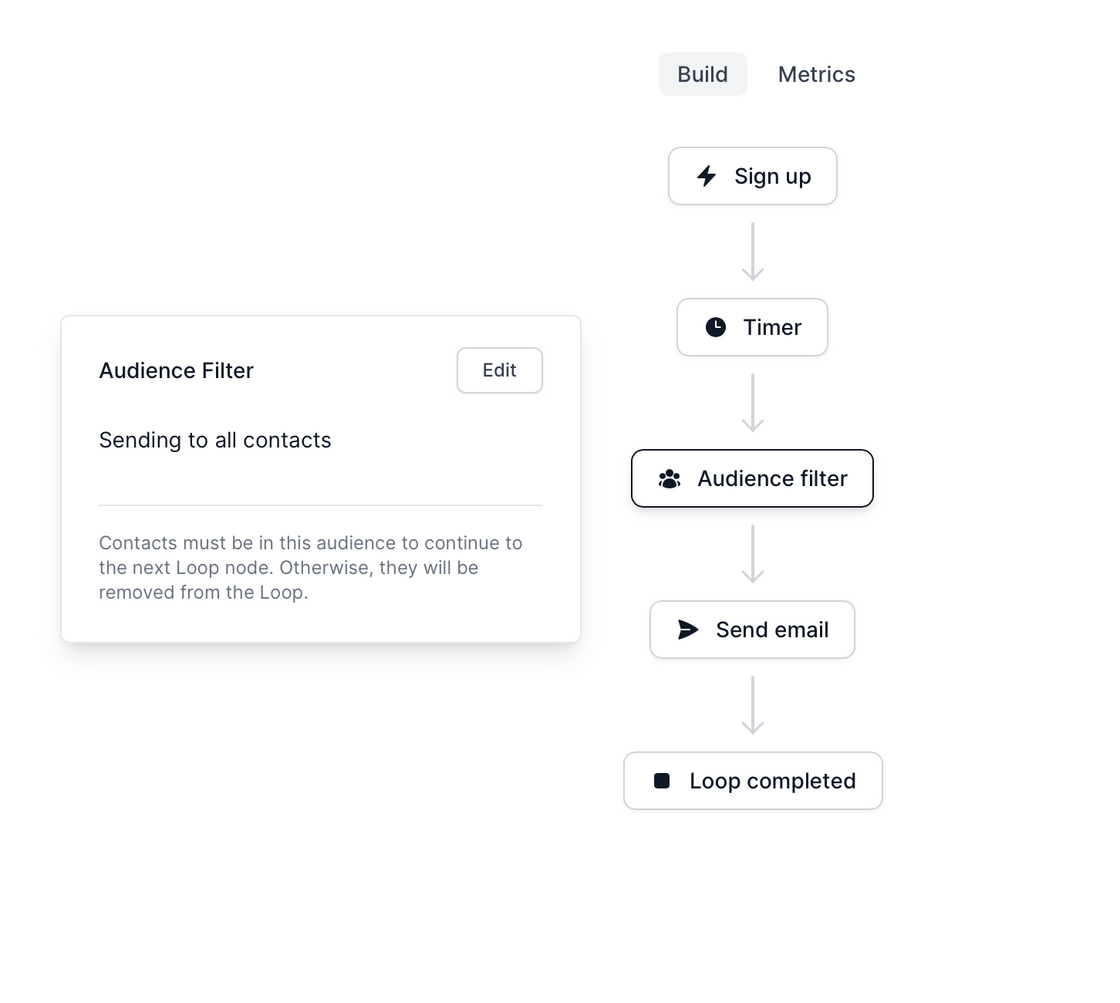 Build
Metrics
Sign up
Timer
Audience Filter
Edit
Sending to all contacts
Contacts must be in this audience to continue to
the next Loop node. Otherwise, they will be
removed from the Loop.
Audience filter
Send email
Loop completed